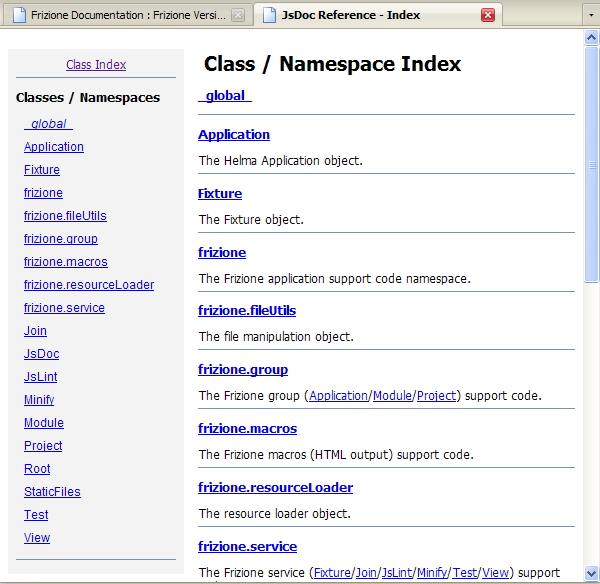 Frizione Documentation : Frizione Versi...
JsDoc Reference - Index
Class Index
Classes / Namespaces
_global_
Application
Fixture
frizione
frizione.fileUtils
frizione.group
frizione.macros
frizione.resourceLoader
frizione.service
Join
JsDoc
JsLint
Minify
Module
Project
Root
StaticFiles
Test
View
Class / Namespace Index
_global_
Application
The Helma Application object.
Fixture
The Fixture object.
frizione
The Frizione application support code namespace.
frizione.fileUtils
The file manipulation object.
frizione.group
The Frizione group (Application/Module/Project) support code.
frizione.macros
The Frizione macros (HTML output) support code.
frizione.resourceLoader
The resource loader object.
frizione.service
The Frizione service (Fixture/Join/JsLint/Minify/Test/View) support